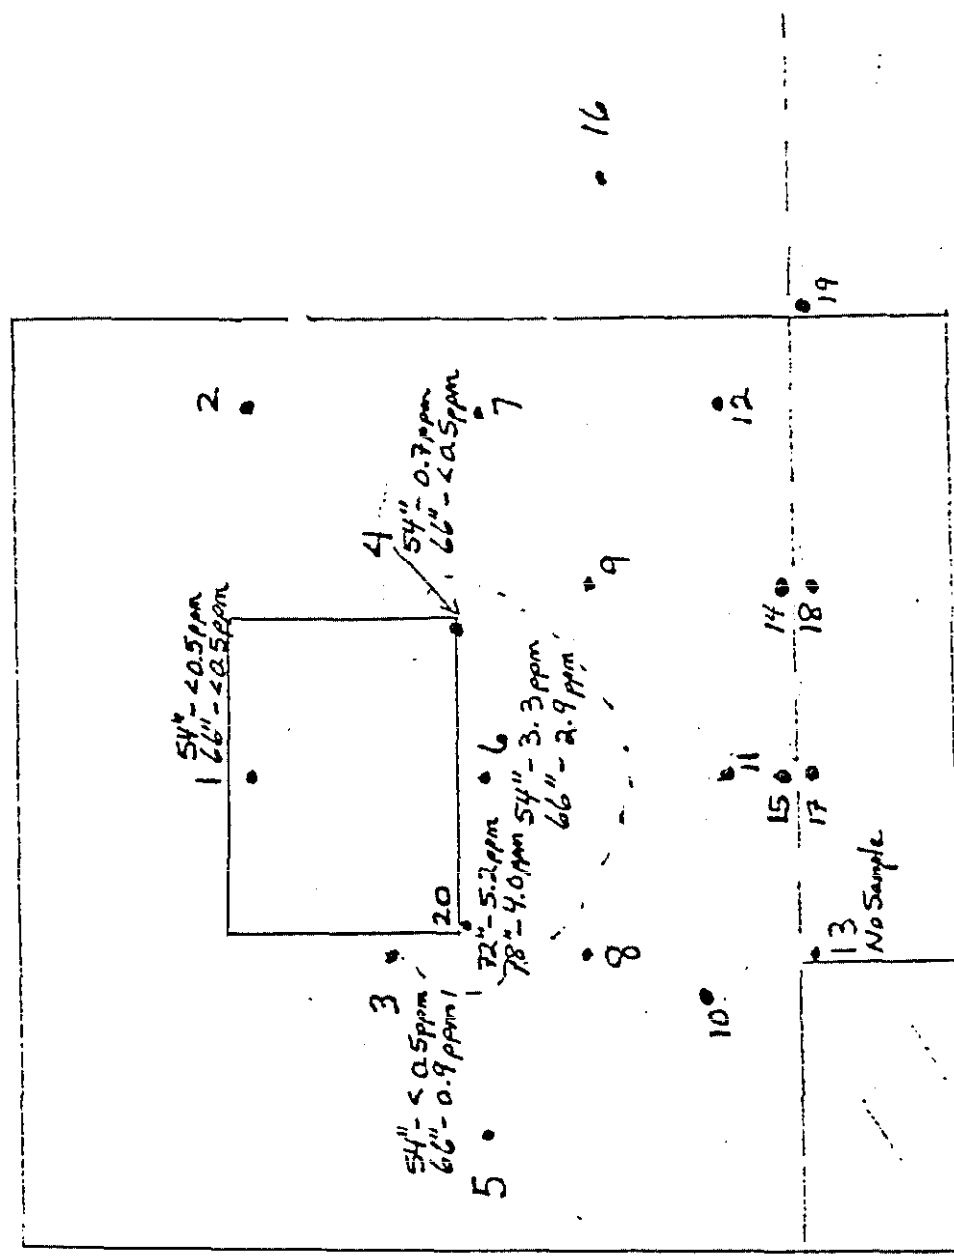 16
19
2
7
12
4
54" - 0.7ppm
66" - <0.5ppm
9
14
18
1
54" - <0.5ppm
66" - <0.5ppm
6
54" - 3.3ppm
66" - 2.9ppm
11
15
17
20
72" - 5.2ppm
78" - 4.0ppm
3
54" - <0.5ppm
66" - 0.9ppm
8
10
13
No Sample
5